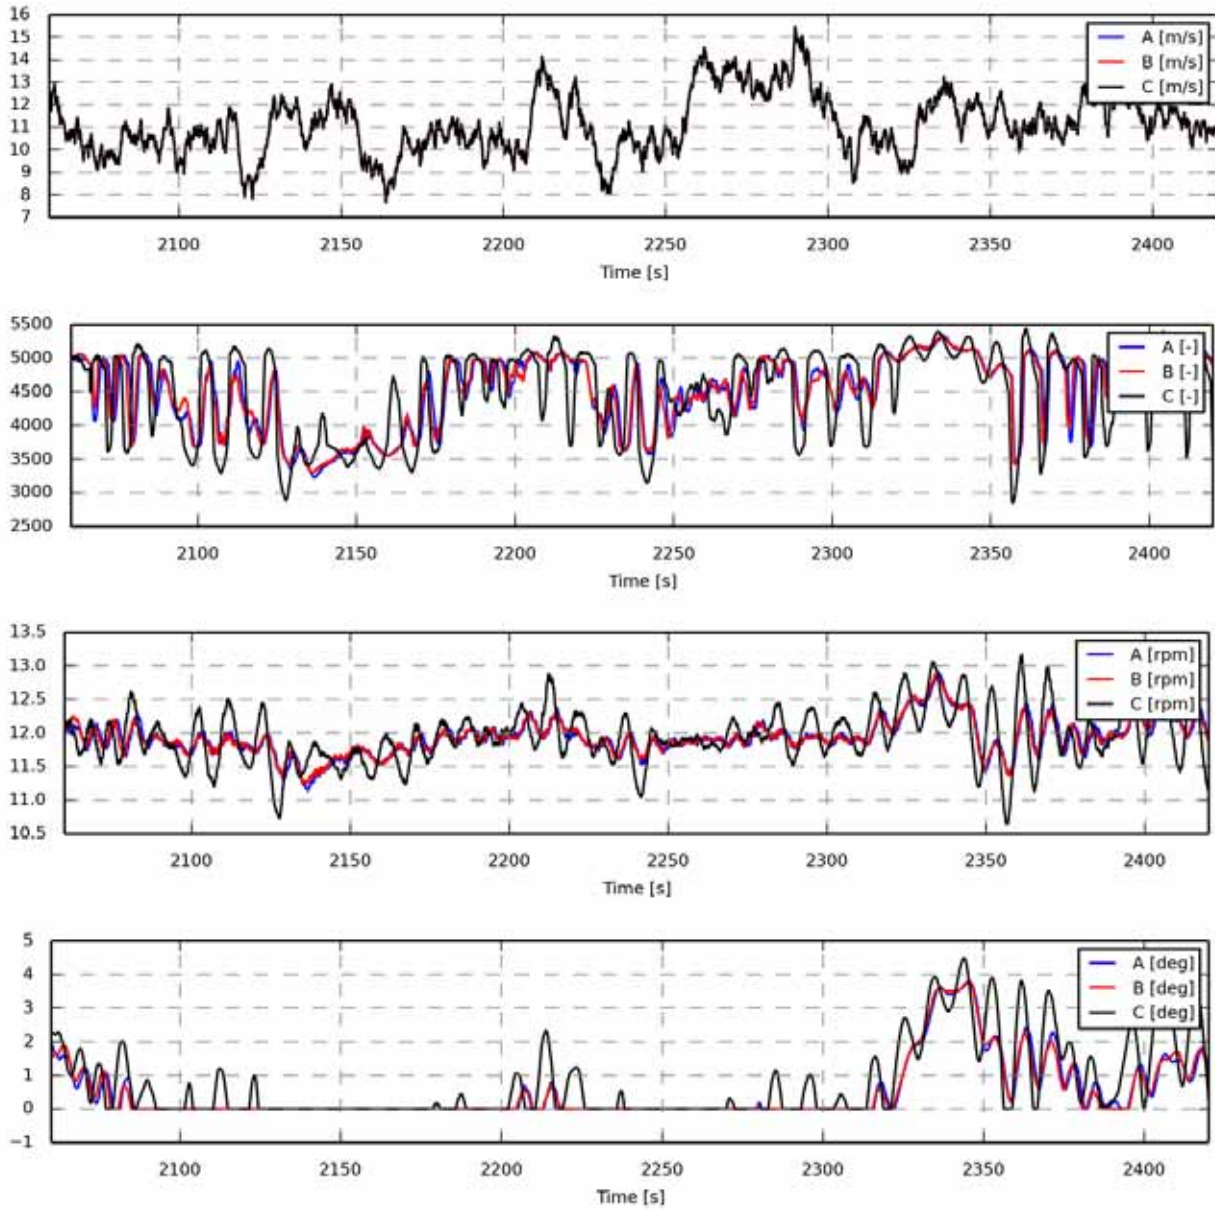 16
15
14
13
12
11
10
9
8
7
A [m/s]
B [m/s]
C [m/s]
2100 2150 2200 2250 2300 2350 2400
Time [s]
5500
5000
4500
4000
3500
3000
2500
A [-]
B [-]
C [-]
2100 2150 2200 2250 2300 2350 2400
Time [s]
13.5
13.0
12.5
12.0
11.5
11.0
10.5
A [rpm]
B [rpm]
C [rpm]
2100 2150 2200 2250 2300 2350 2400
Time [s]
5
4
3
2
1
0
−1
A [deg]
B [deg]
C [deg]
2100 2150 2200 2250 2300 2350 2400
Time [s]